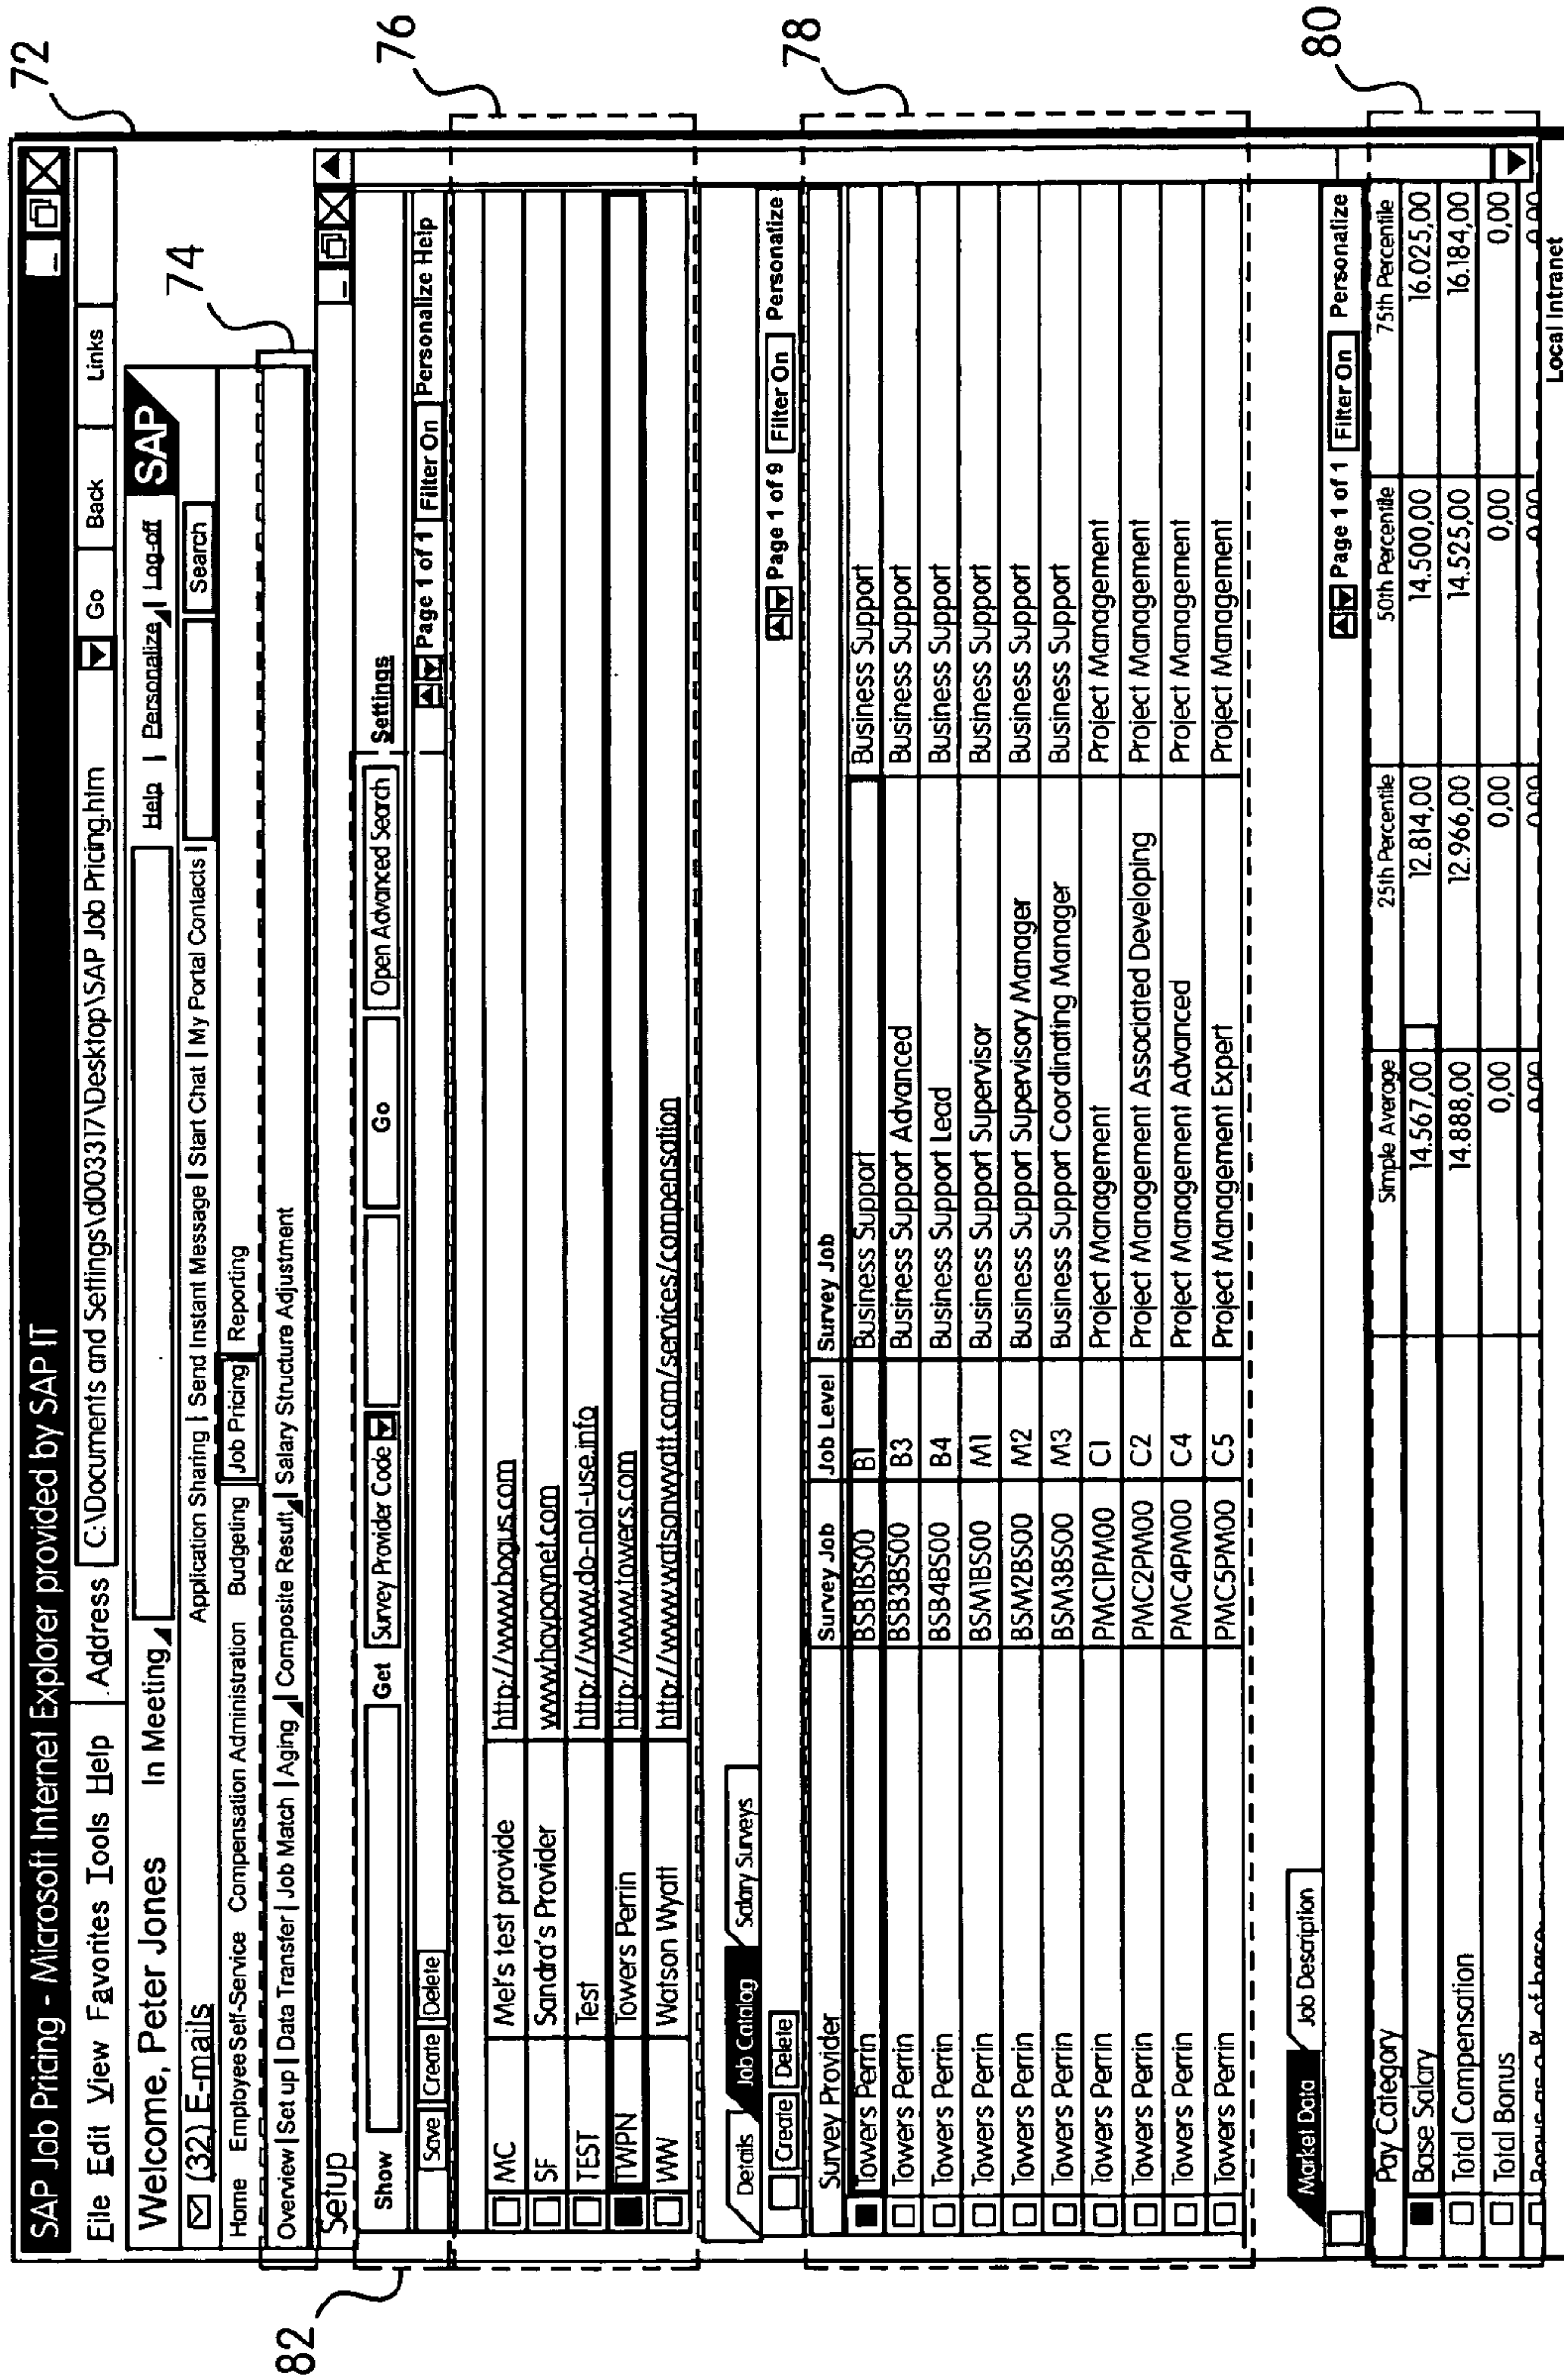 72
SAP Job Pricing - Microsoft Internet Explorer provided by SAP IT
File Edit View Favorites Tools Help Address C:\Documents and Settings\d003317\Desktop\SAP Job Pricing.htm Go Back Links
Welcome, Peter Jones In Meeting Help | Personalize | Log-off SAP
(32) E-mails Application Sharing | Send Instant Message | Start Chat | My Portal Contacts | Search
Home Employee Self-Service Compensation Administration Budgeting Job Pricing Reporting
74
Overview | Set up | Data Transfer | Job Match | Aging | Composite Result | Salary Structure Adjustment
Setup
82
Show Get Survey Provider Code Go Open Advanced Search Settings
Save Create Delete Page 1 of 1 Filter On Personalize Help
76
MC Mel's test provide http://www.bogus.com
SF Sandra's Provider www.haypaynet.com
TEST Test http://www.do-not-use.info
TWPN Towers Perrin http://www.towers.com
WW Watson Wyatt http://www.watsonwyatt.com/services/compensation
Details Job Catalog Salary Surveys
Create Delete Page 1 of 9 Filter On Personalize
78
Survey Provider Survey Job Job Level Survey Job
Towers Perrin BSB1BS00 B1 Business Support Business Support
Towers Perrin BSB3BS00 B3 Business Support Advanced Business Support
Towers Perrin BSB4BS00 B4 Business Support Lead Business Support
Towers Perrin BSM1BS00 M1 Business Support Supervisor Business Support
Towers Perrin BSM2BS00 M2 Business Support Supervisory Manager Business Support
Towers Perrin BSM3BS00 M3 Business Support Coordinating Manager Business Support
Towers Perrin PMC1PM00 C1 Project Management Project Management
Towers Perrin PMC2PM00 C2 Project Management Associated Developing Project Management
Towers Perrin PMC4PM00 C4 Project Management Advanced Project Management
Towers Perrin PMC5PM00 C5 Project Management Expert Project Management
Market Data Job Description
Page 1 of 1 Filter On Personalize
80
Pay Category Simple Average 25th Percentile 50th Percentile 75th Percentile
Base Salary 14.567,00 12.814,00 14.500,00 16.025,00
Total Compensation 14.888,00 12.966,00 14.525,00 16.184,00
Total Bonus 0,00 0,00 0,00 0,00
Bonus as a % of base 0,00 0,00 0,00 0,00
Local Intranet